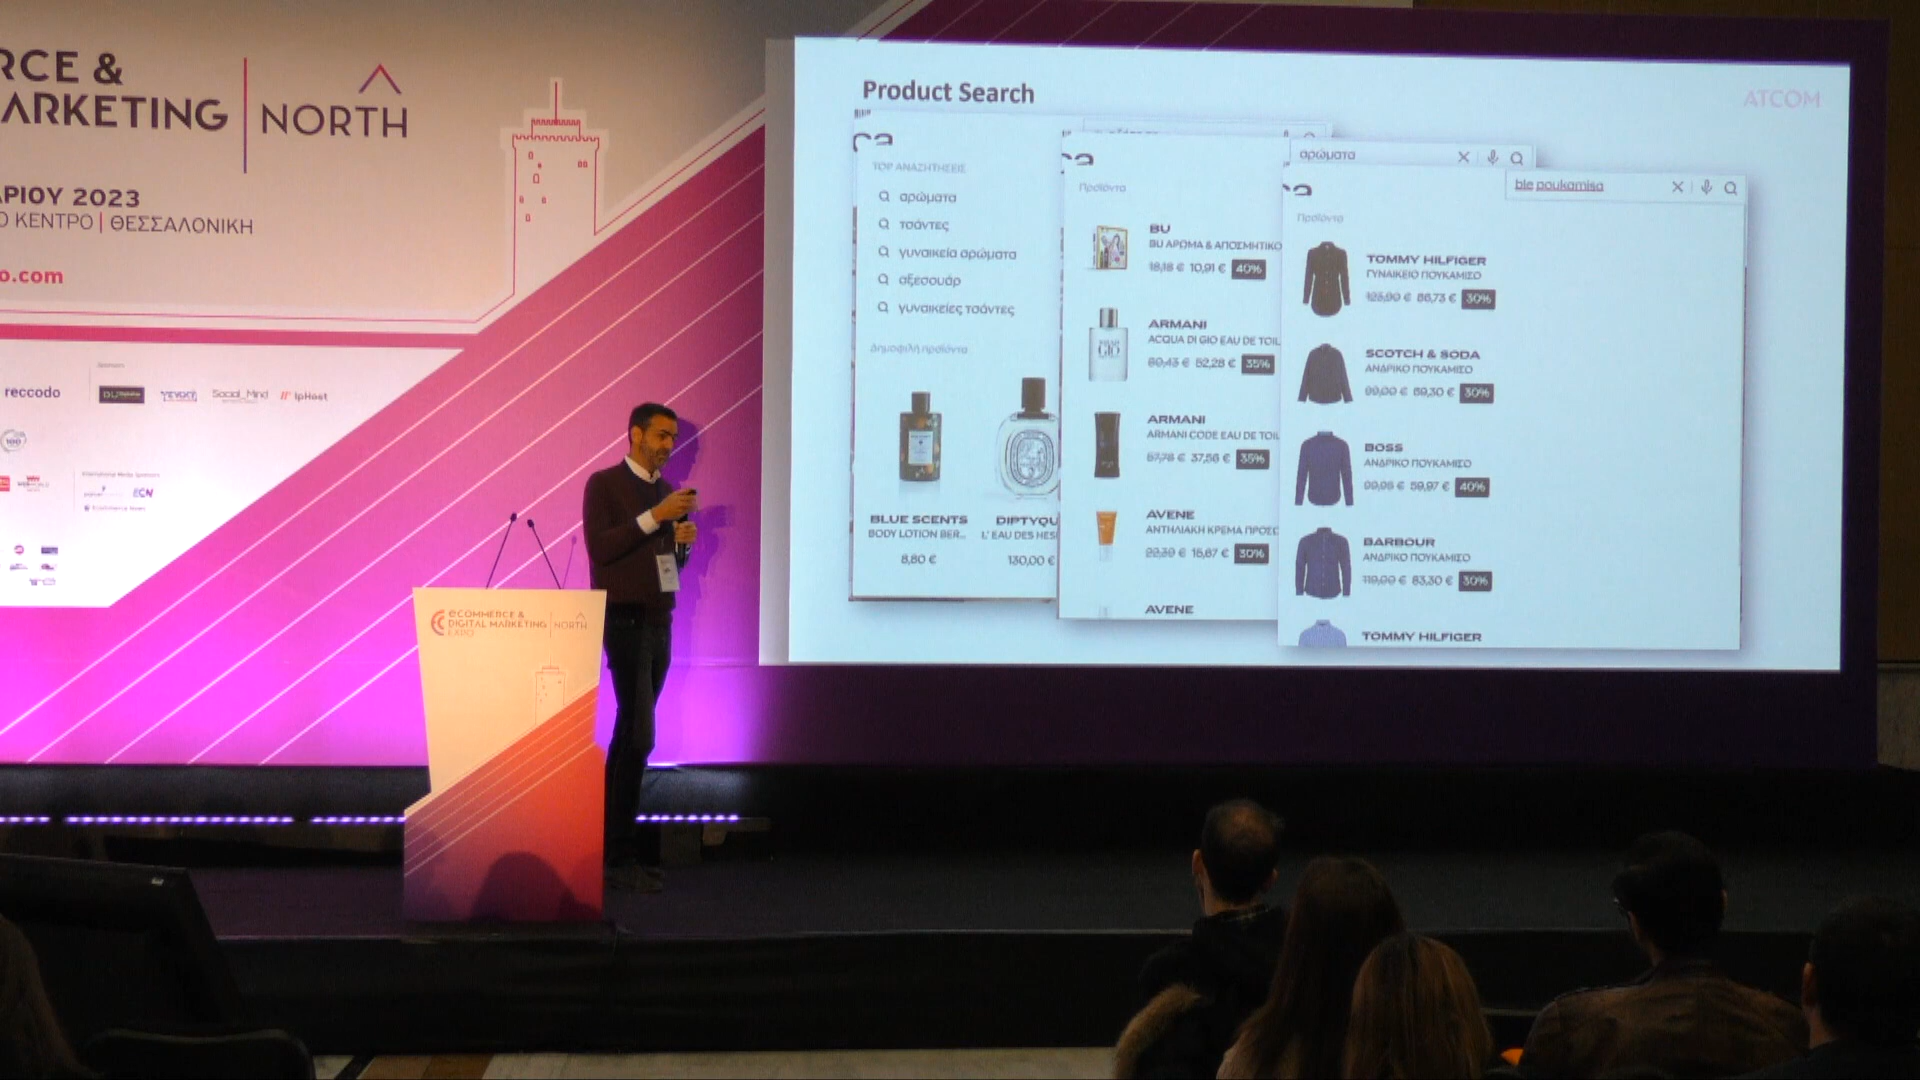 RCE &
ARKETING
NORTH
ΑΡΙΟΥ 2023
Ο ΚΕΝΤΡΟ | ΘΕΣΣΑΛΟΝΙΚΗ
o.com
Sponsors
reccodo
Social_Mind
IpHost
International Media Sponsors
ECN
eCOMMERCE &
DIGITAL MARKETING
EXPO
NORTH
Product Search
ATCOM
TOP ΑΝΑΖΗΤΗΣΕΙΣ
αρώματα
τσάντες
γυναικεία αρώματα
αξεσουάρ
γυναικείες τσάντες
Δημοφιλή προϊόντα
BLUE SCENTS
BODY LOTION BER...
8,80 €
DIPTYQU
L' EAU DES HES
130,00 €
Προϊόντα
BU
BU ΑΡΩΜΑ & ΑΠΟΣΜΗΤΙΚΟ
18,18 € 10,91 € 40%
ARMANI
ACQUA DI GIO EAU DE TOIL
80,43 € 52,28 € 35%
ARMANI
ARMANI CODE EAU DE TOIL
57,78 € 37,56 € 35%
AVENE
ΑΝΤΗΛΙΑΚΗ ΚΡΕΜΑ ΠΡΟΣΩ
22,39 € 15,67 € 30%
AVENE
αρώματα
Προϊόντα
TOMMY HILFIGER
ΓΥΝΑΙΚΕΙΟ ΠΟΥΚΑΜΙΣΟ
30%
SCOTCH & SODA
ΑΝΔΡΙΚΟ ΠΟΥΚΑΜΙΣΟ
99,00 € 69,30 € 30%
BOSS
ΑΝΔΡΙΚΟ ΠΟΥΚΑΜΙΣΟ
99,95 € 59,97 € 40%
BARBOUR
ΑΝΔΡΙΚΟ ΠΟΥΚΑΜΙΣΟ
119,00 € 83,30 € 30%
TOMMY HILFIGER
ble poukamisa